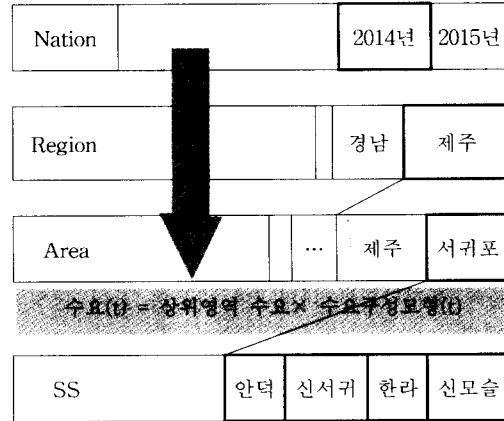 Nation 2014년 2015년
Region 경남 제주
Area ... 제주 서귀포
수요(t) = 상위영역 수요× 수요구성모형(t)
SS 안덕 신서귀 한라 신모슬